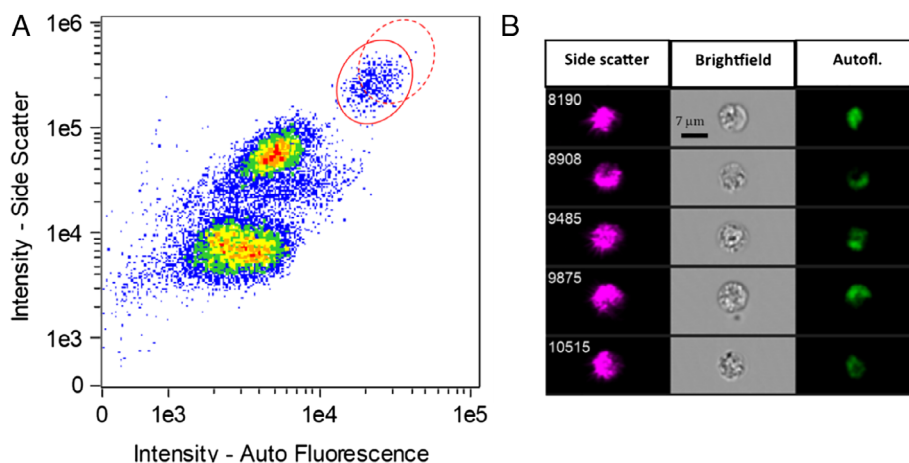 A
Intensity - Side Scatter
1e6
1e5
1e4
1e3
0
0 1e3 1e4 1e5
Intensity - Auto Fluorescence
B
Side scatter Brightfield Autofl.
8190
7 µm
8908
9485
9875
10515